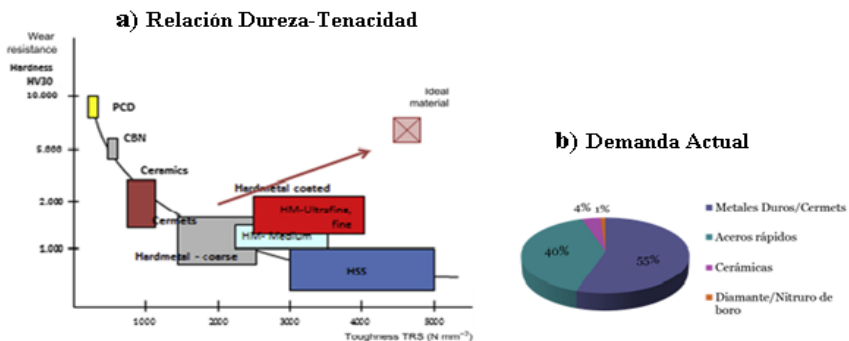 a) Relación Dureza-Tenacidad
Wear
resistance
Hardness
HV30
10.000
5.000
2.000
1.000
PCD
CBN
Ceramics
Cermets
Hardmetal coated
HM-Ultrafine,
fine
HM- Medium
Hardmetal - coarse
HSS
Ideal
material
1000
2000
3000
4000
5000
Toughness TRS (N mm⁻²)
b) Demanda Actual
4%
1%
40%
55%
Metales Duros/Cermets
Aceros rápidos
Cerámicas
Diamante/Nitruro de
boro